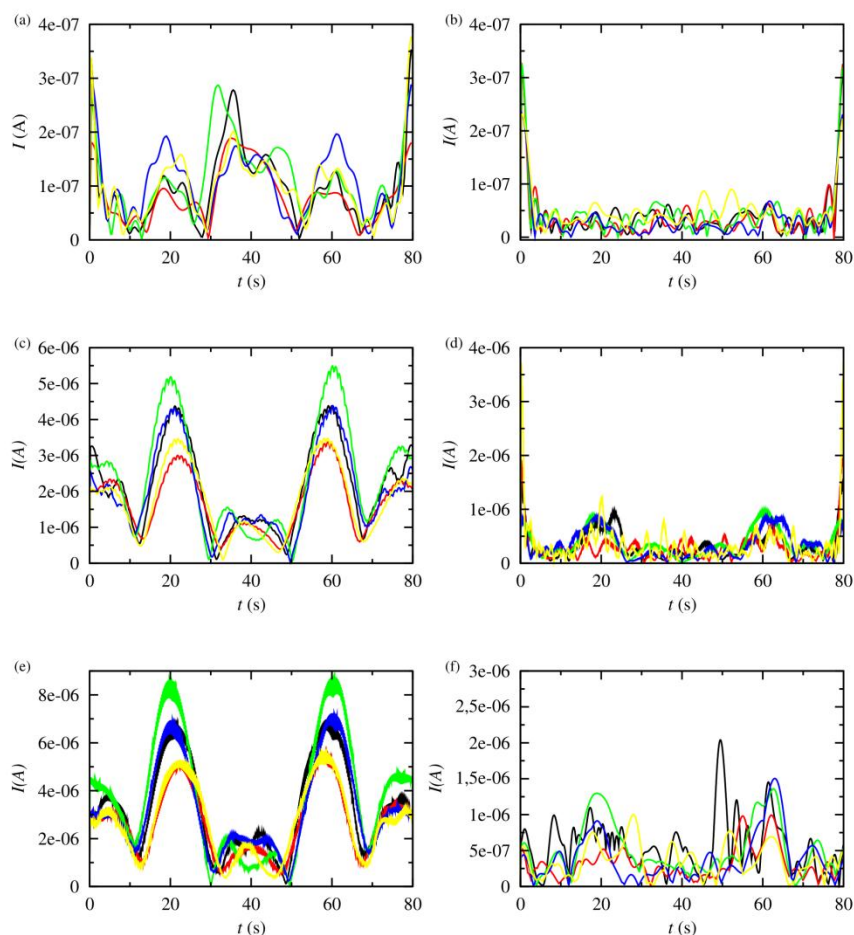 (a)
4e-07
3e-07
2e-07
1e-07
0
I (A)
0 20 40 60 80
t (s)
(b)
4e-07
3e-07
2e-07
1e-07
0
I(A)
0 20 40 60 80
t (s)
(c)
6e-06
5e-06
4e-06
3e-06
2e-06
1e-06
0
I(A)
0 20 40 60 80
t (s)
(d)
4e-06
3e-06
2e-06
1e-06
0
I(A)
0 20 40 60 80
t (s)
(e)
8e-06
6e-06
4e-06
2e-06
0
I(A)
0 20 40 60 80
t (s)
(f)
3e-06
2,5e-06
2e-06
1,5e-06
1e-06
5e-07
0
I(A)
0 20 40 60 80
t (s)